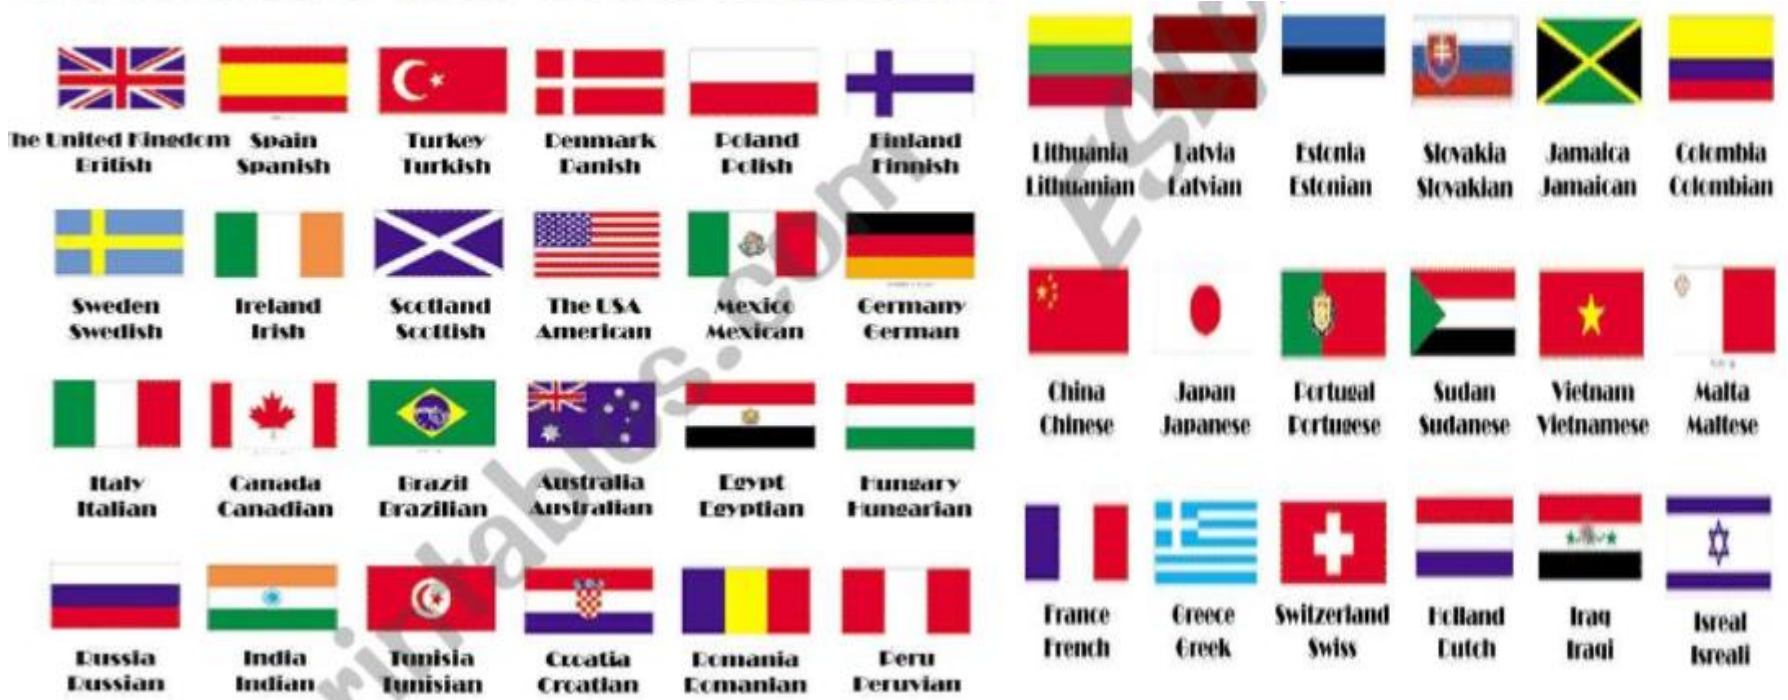 The United Kingdom Spain Turkey Denmark Poland Finland
British Spanish Turkish Danish Polish Finnish
Sweden Ireland Scotland The USA Mexico Germany
Swedish Irish Scottish American Mexican German
Italy Canada Brazil Australia Egypt Hungary
Italian Canadian Brazilian Australian Egyptian Hungarian
Russia India Tunisia Croatia Romania Peru
Russian Indian Tunisian Croatian Romanian Peruvian
Lithuania Latvia Estonia Slovakia Jamaica Colombia
Lithuanian Latvian Estonian Slovakian Jamaican Colombian
China Japan Portugal Sudan Vietnam Malta
Chinese Japanese Portugese Sudanese Vietnamese Maltese
France Greece Switzerland Holland Iraq Isreal
French Greek Swiss Dutch Iraqi Isreali
rintables.com
ESLp